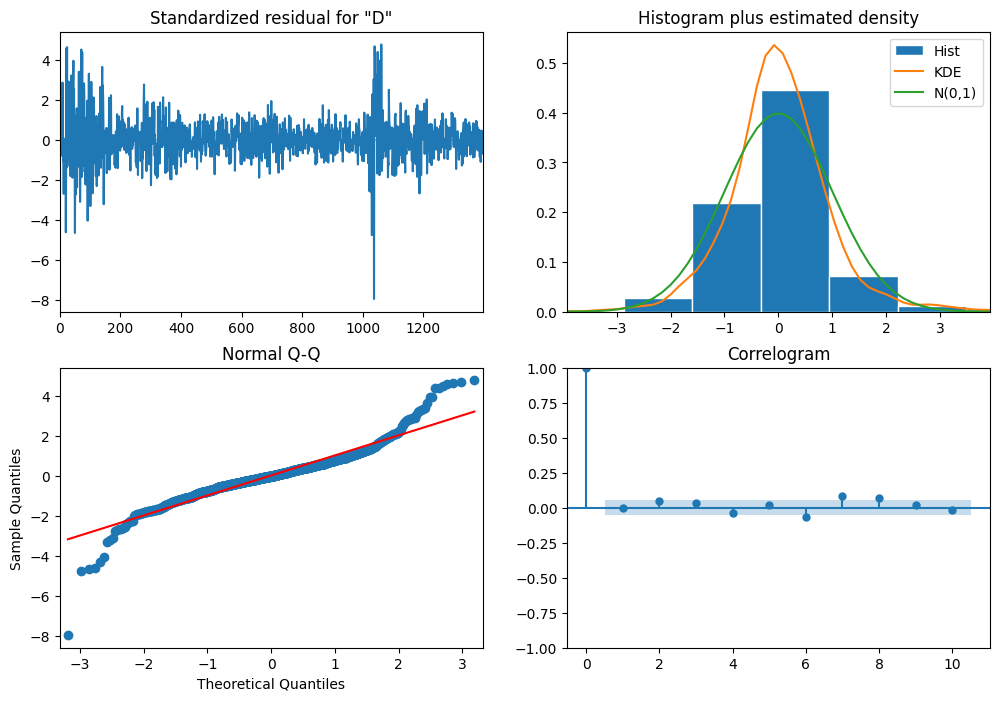 Standardized residual for "D"
4
2
0
−2
−4
−6
−8
0 200 400 600 800 1000 1200
Histogram plus estimated density
Hist
KDE
N(0,1)
0.5
0.4
0.3
0.2
0.1
0.0
−3 −2 −1 0 1 2 3
Normal Q-Q
Sample Quantiles
4
2
0
−2
−4
−6
−8
−3 −2 −1 0 1 2 3
Theoretical Quantiles
Correlogram
1.00
0.75
0.50
0.25
0.00
−0.25
−0.50
−0.75
−1.00
0 2 4 6 8 10